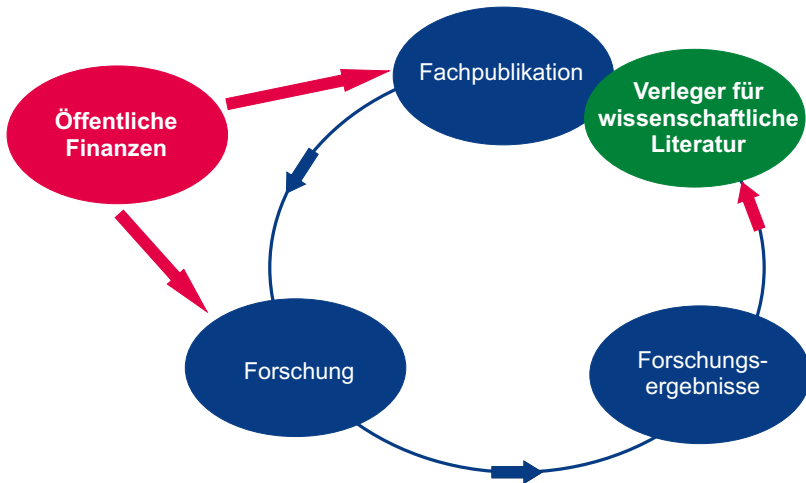 Fachpublikation
Verleger für
wissenschaftliche
Literatur
Öffentliche
Finanzen
Forschung
Forschungs-
ergebnisse